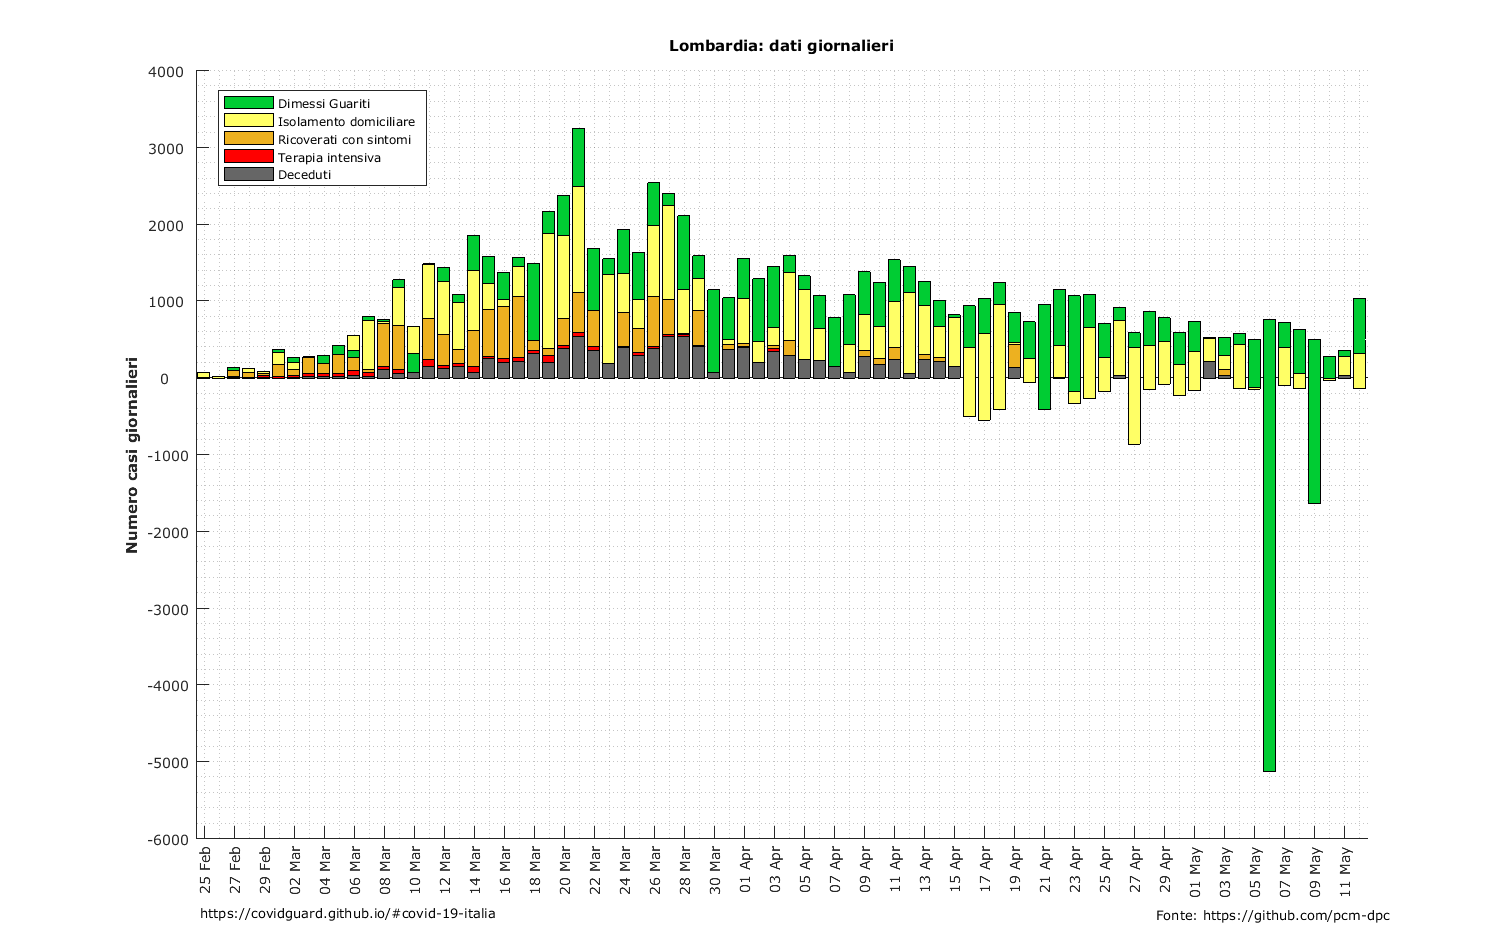 Lombardia: dati giornalieri
4000
3000
2000
1000
0
-1000
-2000
-3000
-4000
-5000
-6000
Numero casi giornalieri
Dimessi Guariti
Isolamento domiciliare
Ricoverati con sintomi
Terapia intensiva
Deceduti
25 Feb
27 Feb
29 Feb
02 Mar
04 Mar
06 Mar
08 Mar
10 Mar
12 Mar
14 Mar
16 Mar
18 Mar
20 Mar
22 Mar
24 Mar
26 Mar
28 Mar
30 Mar
01 Apr
03 Apr
05 Apr
07 Apr
09 Apr
11 Apr
13 Apr
15 Apr
17 Apr
19 Apr
21 Apr
23 Apr
25 Apr
27 Apr
29 Apr
01 May
03 May
05 May
07 May
09 May
11 May
https://covidguard.github.io/#covid-19-italia
Fonte: https://github.com/pcm-dpc